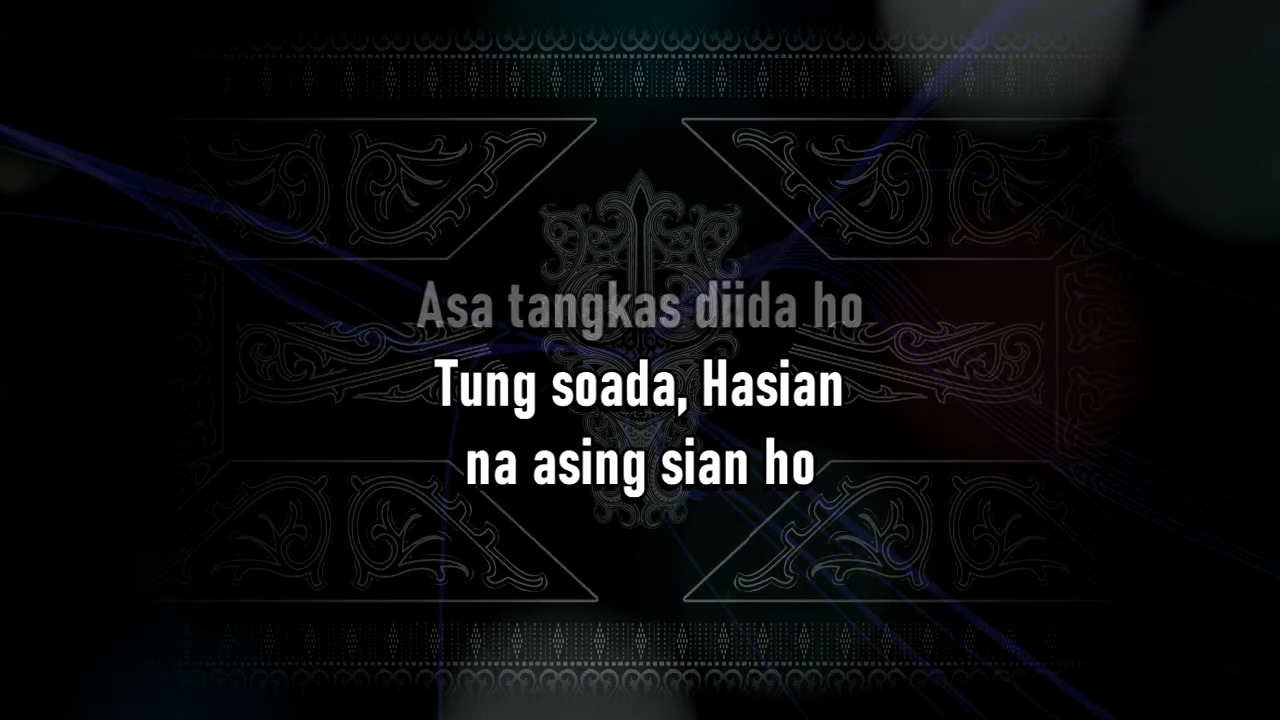 Asa tangkas diida ho
Tung soada, Hasian
na asing sian ho